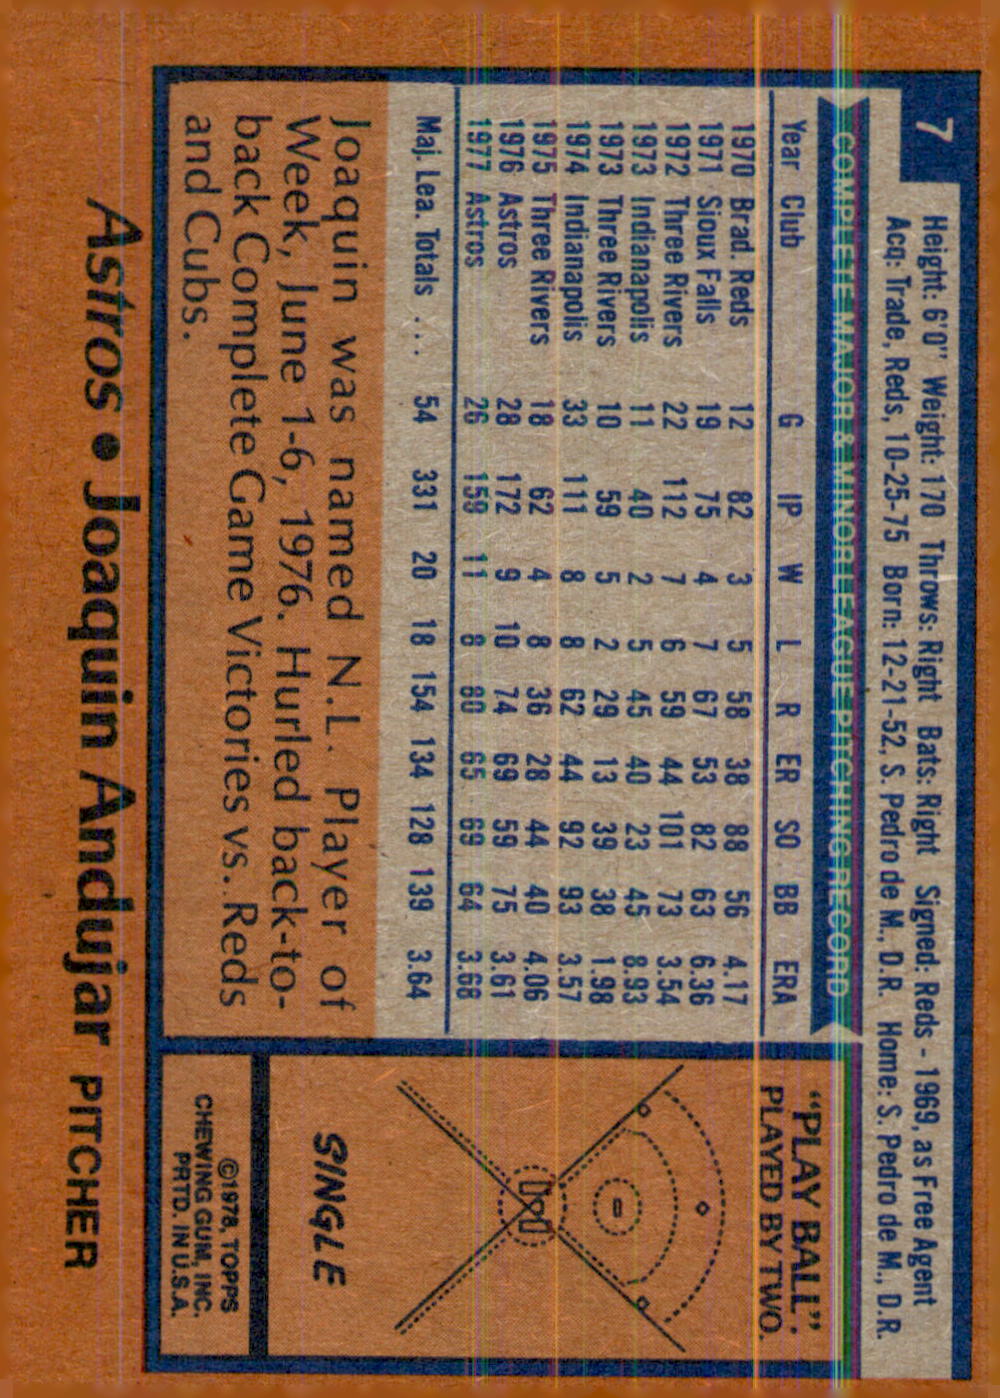 7
Height: 6'0" Weight: 170 Throws: Right Bats: Right Signed: Reds - 1969, as Free Agent
Acq: Trade, Reds, 10-25-75 Born: 12-21-52, S. Pedro de M., D.R. Home: S. Pedro de M., D.R.
COMPLETE MAJOR & MINOR LEAGUE PITCHING RECORD
Year Club G IP W L R ER SO BB ERA
1970 Brad. Reds 12 82 3 5 58 38 88 56 4.17
1971 Sioux Falls 19 75 4 7 67 53 82 63 6.36
1972 Three Rivers 22 112 7 6 59 44 101 73 3.54
1973 Indianapolis 11 40 2 5 45 40 23 45 8.93
1973 Three Rivers 10 59 5 2 29 13 39 38 1.98
1974 Indianapolis 33 111 8 8 62 44 92 93 3.57
1975 Three Rivers 18 62 4 8 36 28 44 40 4.06
1976 Astros 28 172 9 10 74 69 59 75 3.61
1977 Astros 26 159 11 8 80 65 69 64 3.68
Maj. Lea. Totals ... 54 331 20 18 154 134 128 139 3.64
Joaquin was named N.L. Player of
Week, June 1-6, 1976. Hurled back-to-
back Complete Game Victories vs. Reds
and Cubs.
"PLAY BALL"
PLAYED BY TWO.
SINGLE
©1978, TOPPS
CHEWING GUM, INC.
PRTD. IN U.S.A.
Astros • Joaquin Andujar PITCHER